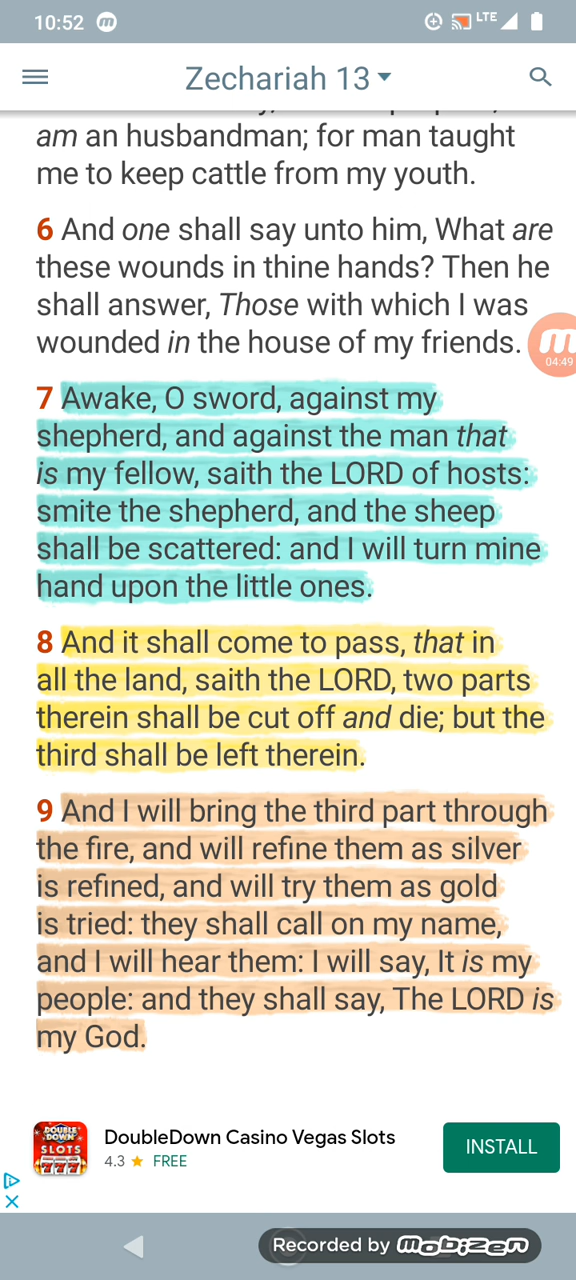 10:52 m LTE
Zechariah 13
am an husbandman; for man taught
me to keep cattle from my youth.
6 And one shall say unto him, What are
these wounds in thine hands? Then he
shall answer, Those with which I was
wounded in the house of my friends.
m
04:49
7 Awake, O sword, against my
shepherd, and against the man that
is my fellow, saith the LORD of hosts:
smite the shepherd, and the sheep
shall be scattered: and I will turn mine
hand upon the little ones.
8 And it shall come to pass, that in
all the land, saith the LORD, two parts
therein shall be cut off and die; but the
third shall be left therein.
9 And I will bring the third part through
the fire, and will refine them as silver
is refined, and will try them as gold
is tried: they shall call on my name,
and I will hear them: I will say, It is my
people: and they shall say, The LORD is
my God.
DOUBLE
DOWN
SLOTS
777
DoubleDown Casino Vegas Slots
4.3 ★ FREE
INSTALL
Recorded by mobizen